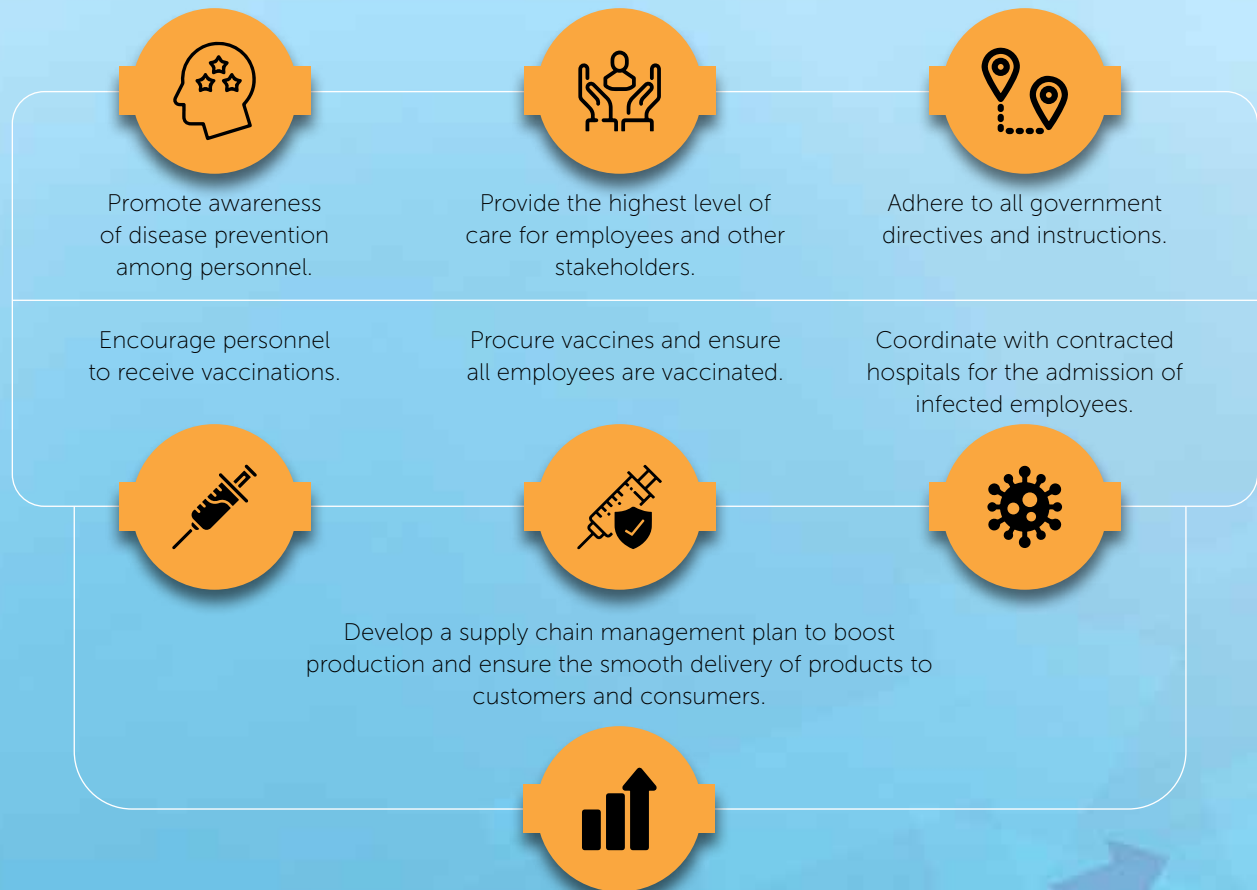 Promote awareness
of disease prevention
among personnel.
Provide the highest level of
care for employees and other
stakeholders.
Adhere to all government
directives and instructions.
Encourage personnel
to receive vaccinations.
Procure vaccines and ensure
all employees are vaccinated.
Coordinate with contracted
hospitals for the admission of
infected employees.
Develop a supply chain management plan to boost
production and ensure the smooth delivery of products to
customers and consumers.